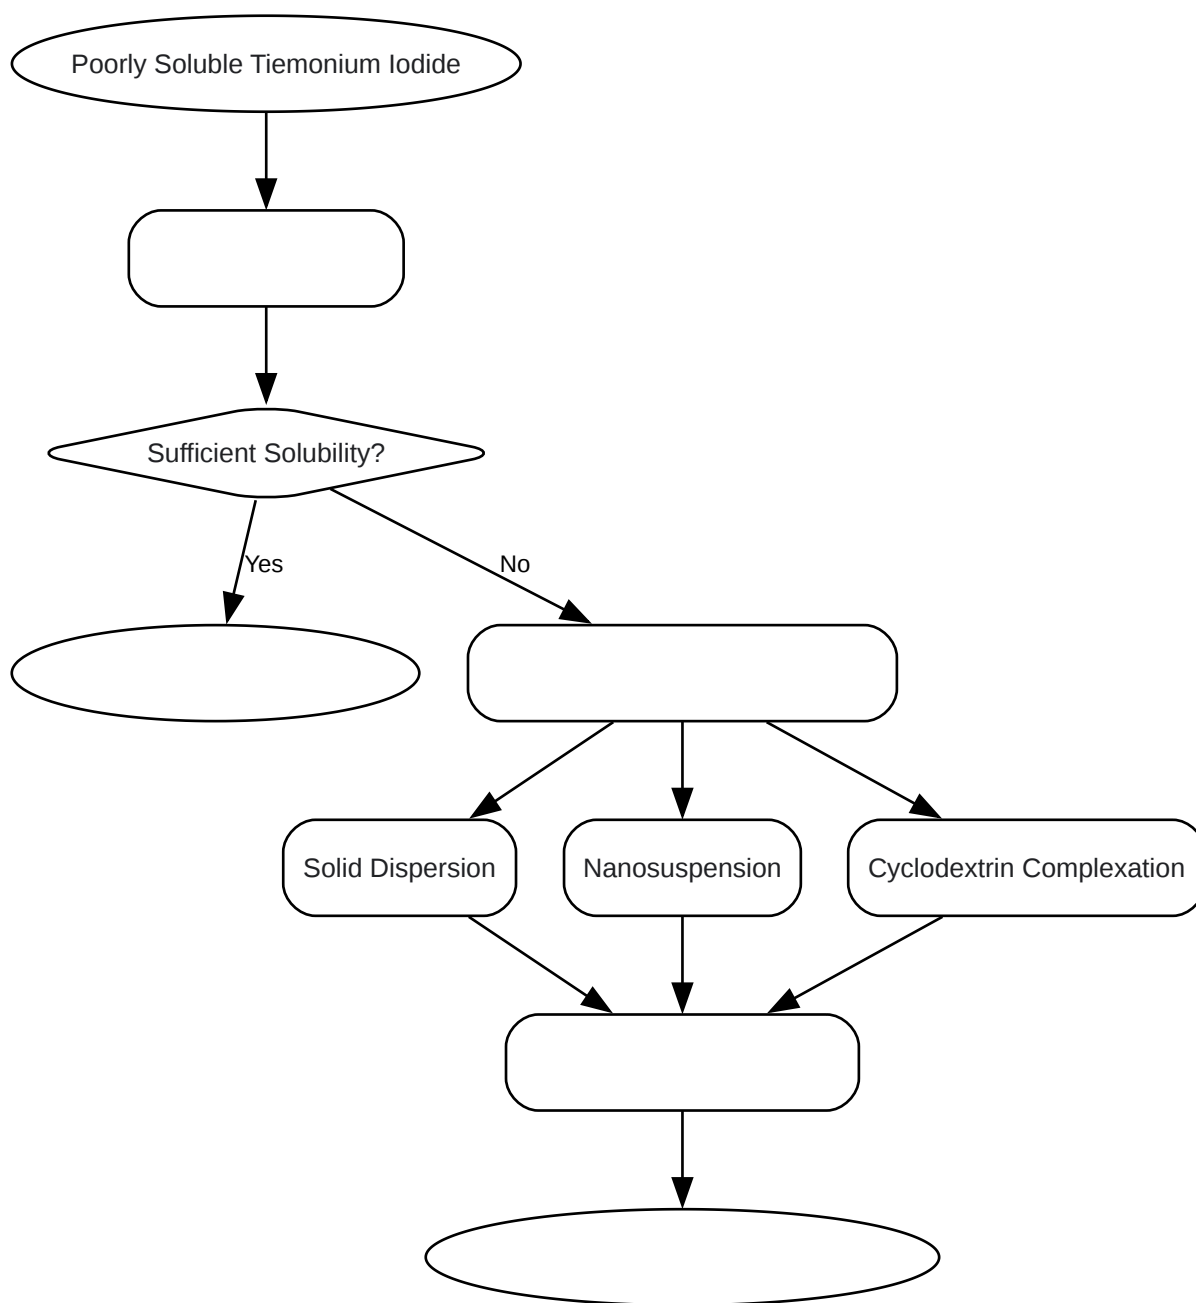 Poorly Soluble Tiemonium Iodide
Sufficient Solubility?
Yes
No
Solid Dispersion
Nanosuspension
Cyclodextrin Complexation